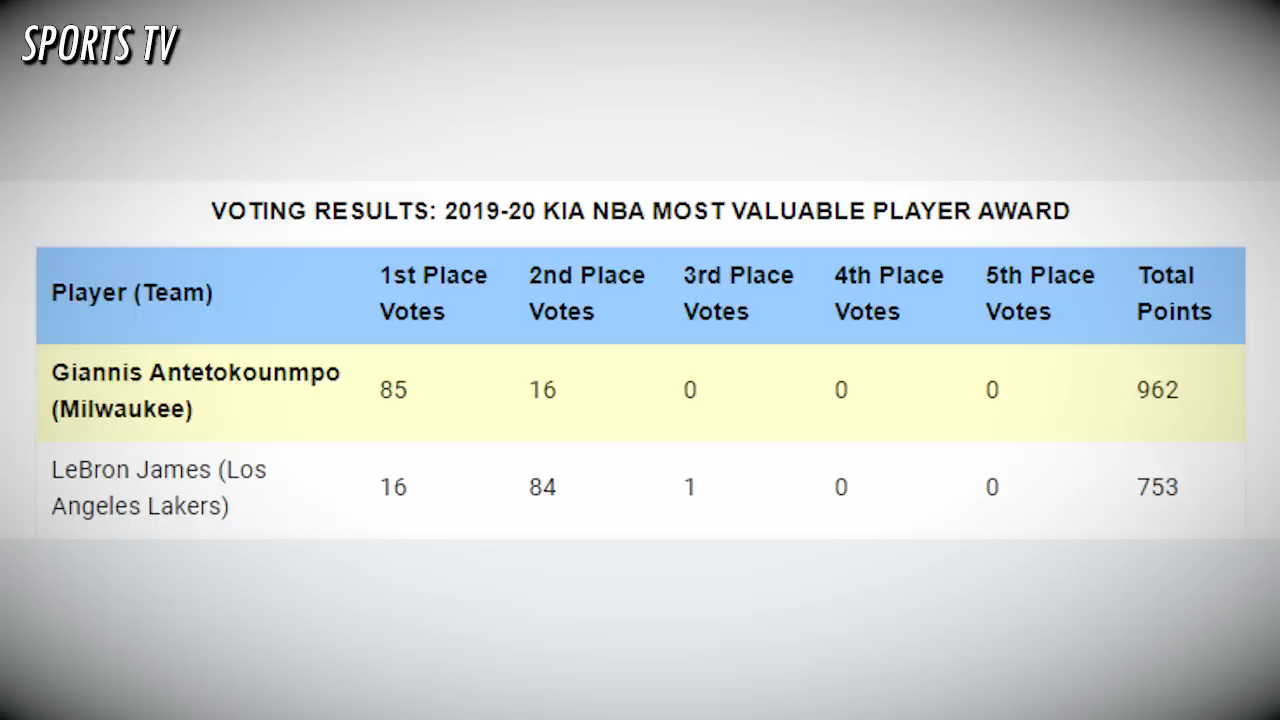 SPORTS TV
VOTING RESULTS: 2019-20 KIA NBA MOST VALUABLE PLAYER AWARD
Player (Team) 1st Place Votes 2nd Place Votes 3rd Place Votes 4th Place Votes 5th Place Votes Total Points
Giannis Antetokounmpo (Milwaukee) 85 16 0 0 0 962
LeBron James (Los Angeles Lakers) 16 84 1 0 0 753